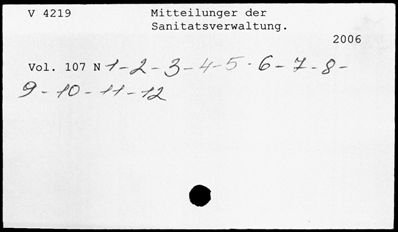 V 4219 Mitteilunger der
Sanitatsverwaltung.
2006
Vol. 107 N 1-2-3-4-5-6-7-8-
9-10-11-12